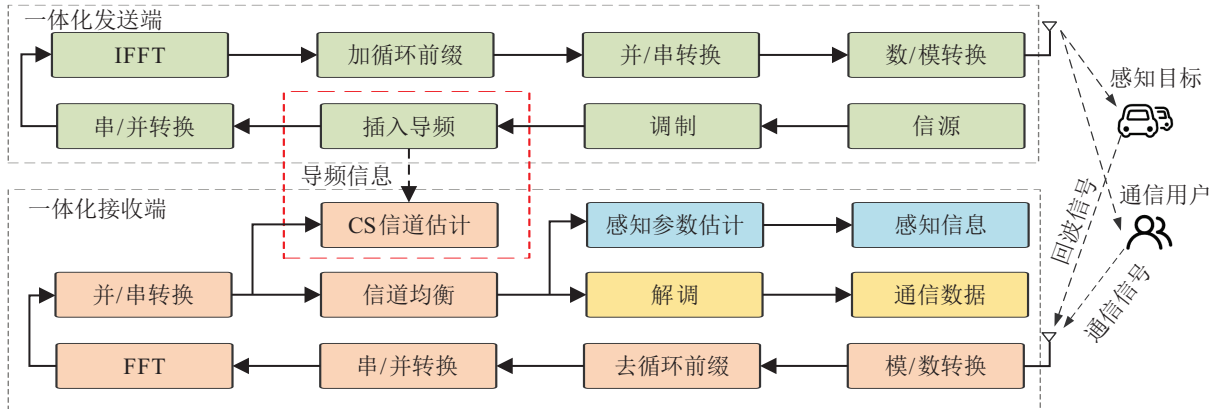 一体化发送端
IFFT
加循环前缀
并/串转换
数/模转换
感知目标
串/并转换
插入导频
调制
信源
导频信息
一体化接收端
通信用户
CS信道估计
感知参数估计
感知信息
回波信号
并/串转换
信道均衡
解调
通信数据
通信信号
FFT
串/并转换
去循环前缀
模/数转换